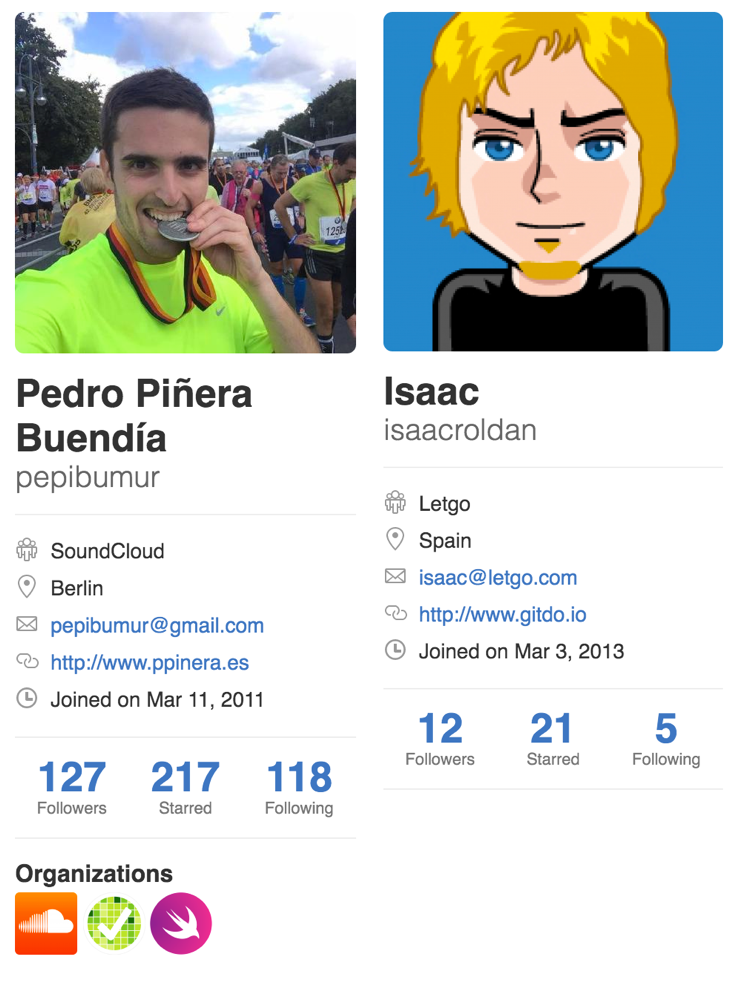 Pedro Piñera
Buendía
pepibumur
SoundCloud
Berlin
pepibumur@gmail.com
http://www.ppinera.es
Joined on Mar 11, 2011
127 217 118
Followers Starred Following
Organizations
Isaac
isaacroldan
Letgo
Spain
isaac@letgo.com
http://www.gitdo.io
Joined on Mar 3, 2013
12 21 5
Followers Starred Following